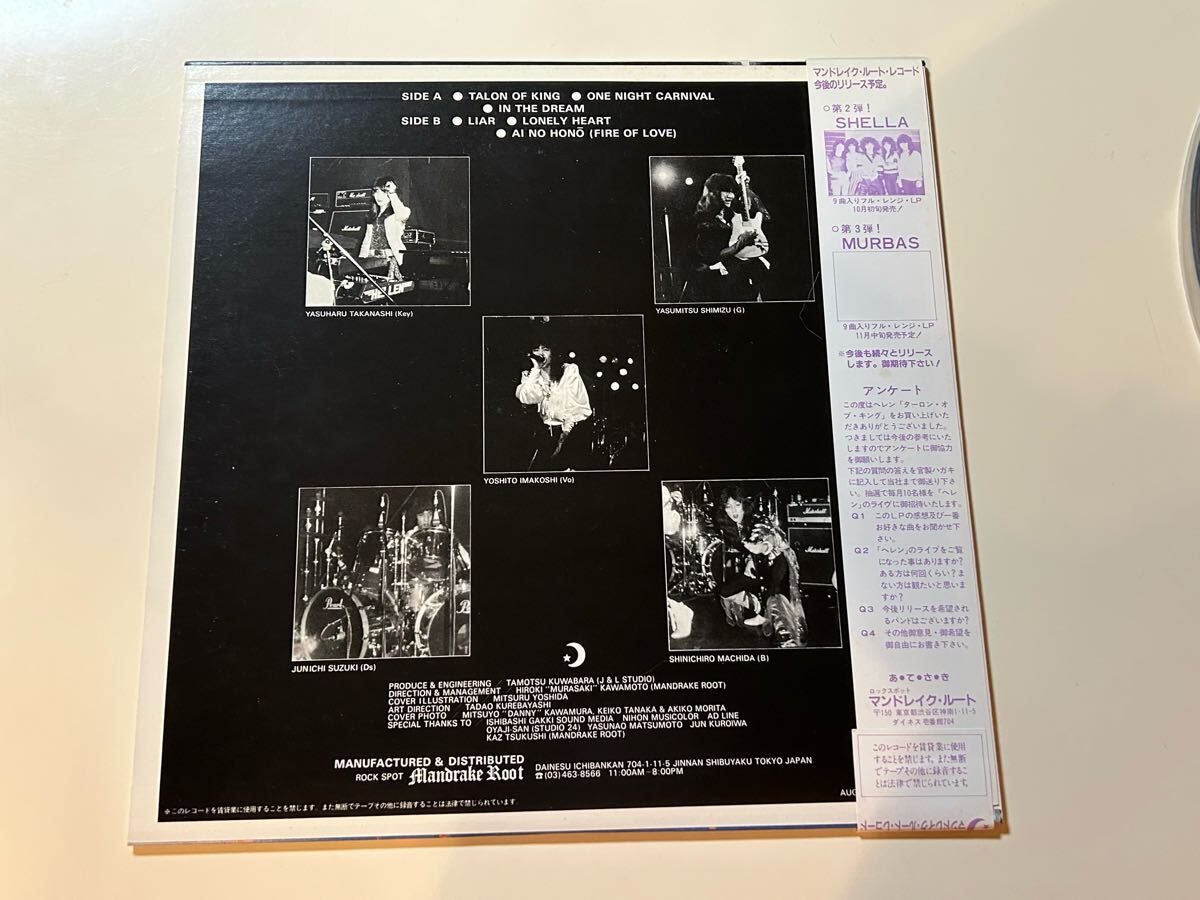 SIDE A ● TALON OF KING ● ONE NIGHT CARNIVAL
● IN THE DREAM
SIDE B ● LIAR ● LONELY HEART
● AI NO HONŌ (FIRE OF LOVE)
Marshall
Marshall
HELLEN
YASUHARU TAKANASHI (Key)
YASUMITSU SHIMIZU (G)
YOSHITO IMAKOSHI (Vo)
Pearl
JUNICHI SUZUKI (Ds)
Marshall
Marshall
SHINICHIRO MACHIDA (B)
PRODUCE & ENGINEERING / TAMOTSU KUWABARA (J & L STUDIO)
DIRECTION & MANAGEMENT / HIROKI "MURASAKI" KAWAMOTO (MANDRAKE ROOT)
COVER ILLUSTRATION / MITSURU YOSHIDA
ART DIRECTION / TADAO KUREBAYASHI
COVER PHOTO / MITSUYO "DANNY" KAWAMURA, KEIKO TANAKA & AKIKO MORITA
SPECIAL THANKS TO / ISHIBASHI GAKKI SOUND MEDIA NIHON MUSICOLOR AD LINE
OYAJI-SAN (STUDIO 24) YASUNAO MATSUMOTO JUN KUROIWA
KAZ TSUKUSHI (MANDRAKE ROOT)
MANUFACTURED & DISTRIBUTED
ROCK SPOT Mandrake Root
DAINESU ICHIBANKAN 704-1-11-5 JINNAN SHIBUYAKU TOKYO JAPAN
☎(03)463-8566 11:00AM–8:00PM
AUG
※このレコードを賃貸業に使用することを禁じます。また無断でテープその他に録音することは法律で禁じられています。
マンドレイク・ルート・レコード
今後のリリース予定。
○第2弾!
SHELLA
9曲入りフル・レンジ・LP
10月初旬発売!
○第3弾!
MURBAS
9曲入りフル・レンジ・LP
11月中旬発売予定!
※今後も続々とリリース
します。御期待下さい!
アンケート
この度はヘレン「ターロン・オ
ブ・キング」をお買い上げいた
だきありがとうございました。
つきましては今後の参考にいた
しますのでアンケートに御協力
を御願いします。
下記の質問の答えを官製ハガキ
に記入して当社まで御送り下さ
い。抽選で毎月10名様を「ヘレ
ン」のライヴに御招待いたします。
Q1 このLPの感想及び一番
お好きな曲をお聞かせ下
さい。
Q2 「ヘレン」のライブをご覧
になった事はありますか?
ある方は何回くらい?ま
ない方は観たいと思いま
すか?
Q3 今後リリースを希望され
るバンドはございますか?
Q4 その他御意見・御希望を
御自由にお書き下さい。
あ●て●さ●き
ロックスポット
マンドレイク・ルート
〒150 東京都渋谷区神南1-11-5
ダイネス壱番館704
このレコードを賃貸業に使用
することを禁じます。また無断
でテープその他に録音するこ
とは法律で禁じられています。
マンドレイク・ルート・レコード